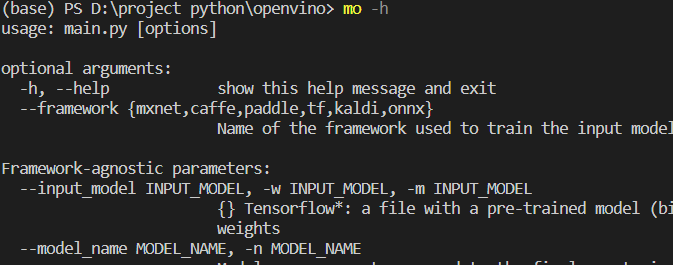 (base) PS D:\project python\openvino> mo -h
usage: main.py [options]
optional arguments:
-h, --help show this help message and exit
--framework {mxnet,caffe,paddle,tf,kaldi,onnx}
Name of the framework used to train the input model
Framework-agnostic parameters:
--input_model INPUT_MODEL, -w INPUT_MODEL, -m INPUT_MODEL
{} Tensorflow*: a file with a pre-trained model (bi
weights
--model_name MODEL_NAME, -n MODEL_NAME